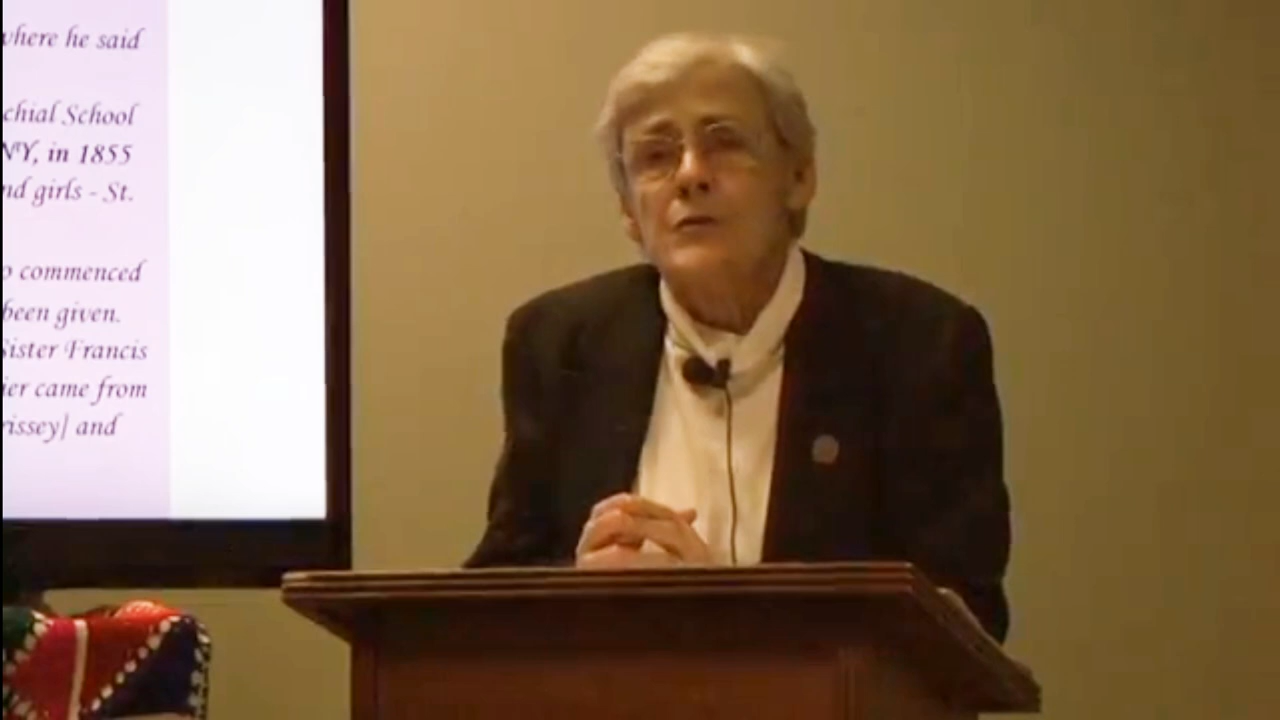 where he said
chial School
NY, in 1855
nd girls - St.
o commenced
been given.
Sister Francis
ier came from
rissey] and